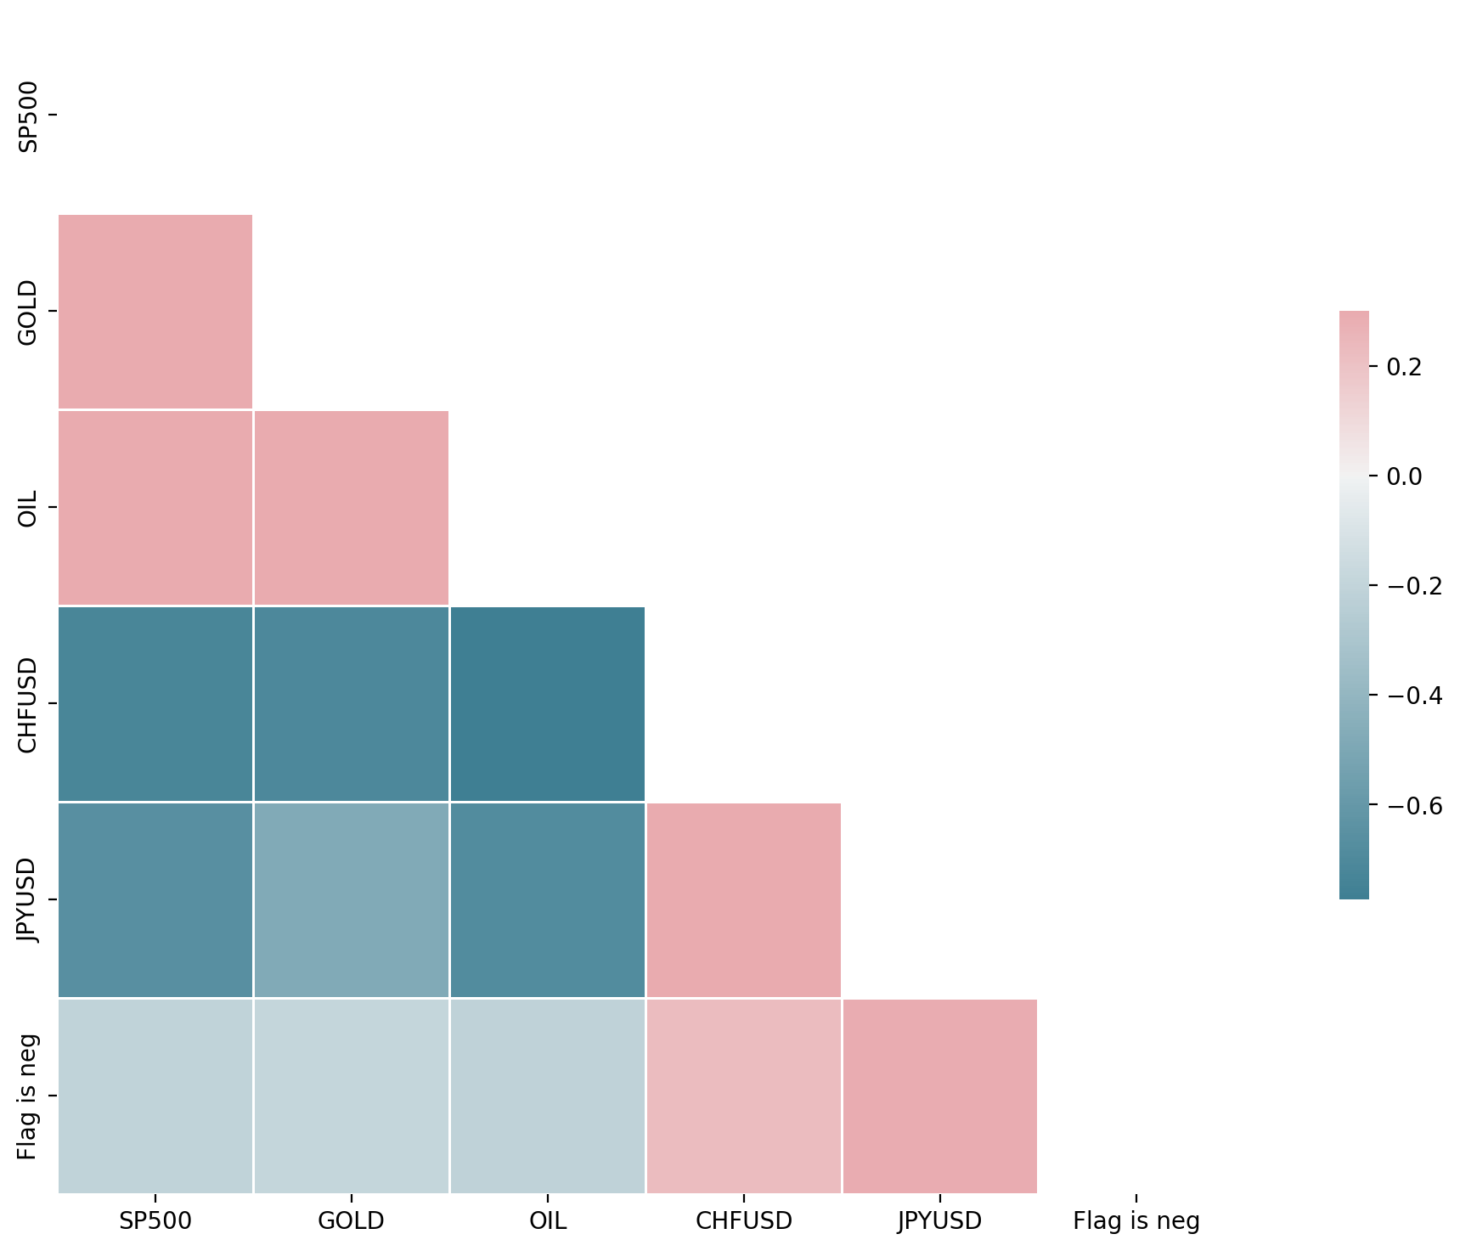 SP500
GOLD
OIL
CHFUSD
JPYUSD
Flag is neg
SP500
GOLD
OIL
CHFUSD
JPYUSD
Flag is neg
0.2
0.0
−0.2
−0.4
−0.6